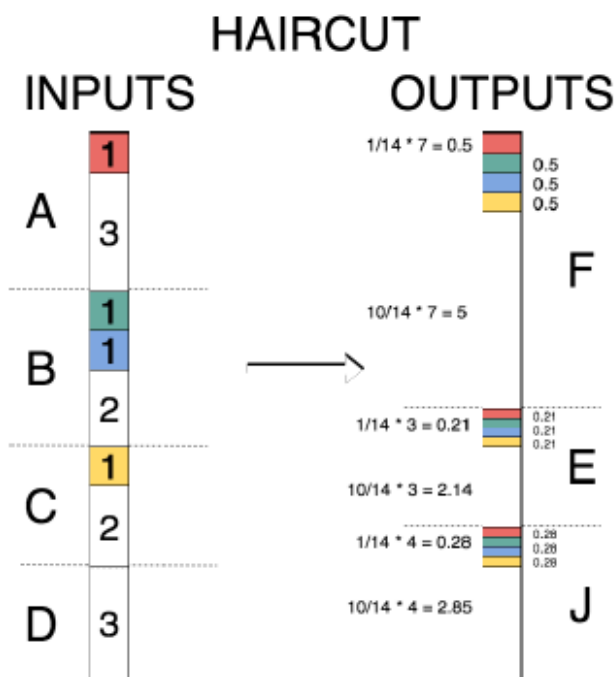 HAIRCUT
INPUTS
OUTPUTS
A
1
3
B
1
1
2
C
1
2
D
3
1/14 * 7 = 0.5
0.5
0.5
0.5
F
10/14 * 7 = 5
1/14 * 3 = 0.21
0.21
0.21
0.21
E
10/14 * 3 = 2.14
1/14 * 4 = 0.28
0.28
0.28
0.28
J
10/14 * 4 = 2.85